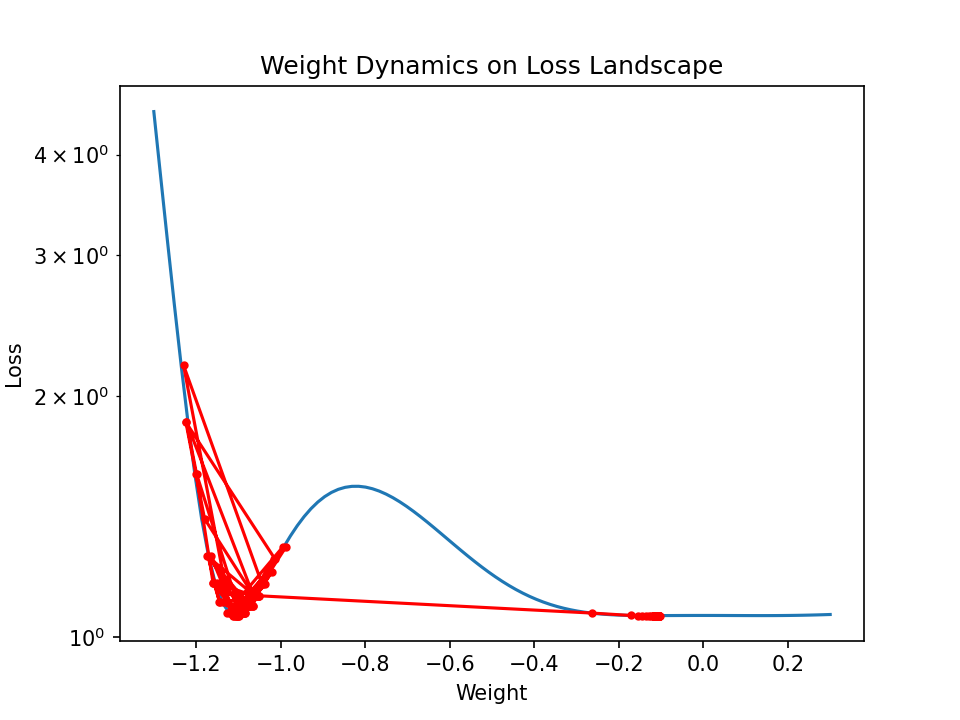 Weight Dynamics on Loss Landscape
4 × 10⁰
3 × 10⁰
2 × 10⁰
10⁰
Loss
−1.2 −1.0 −0.8 −0.6 −0.4 −0.2 0.0 0.2
Weight